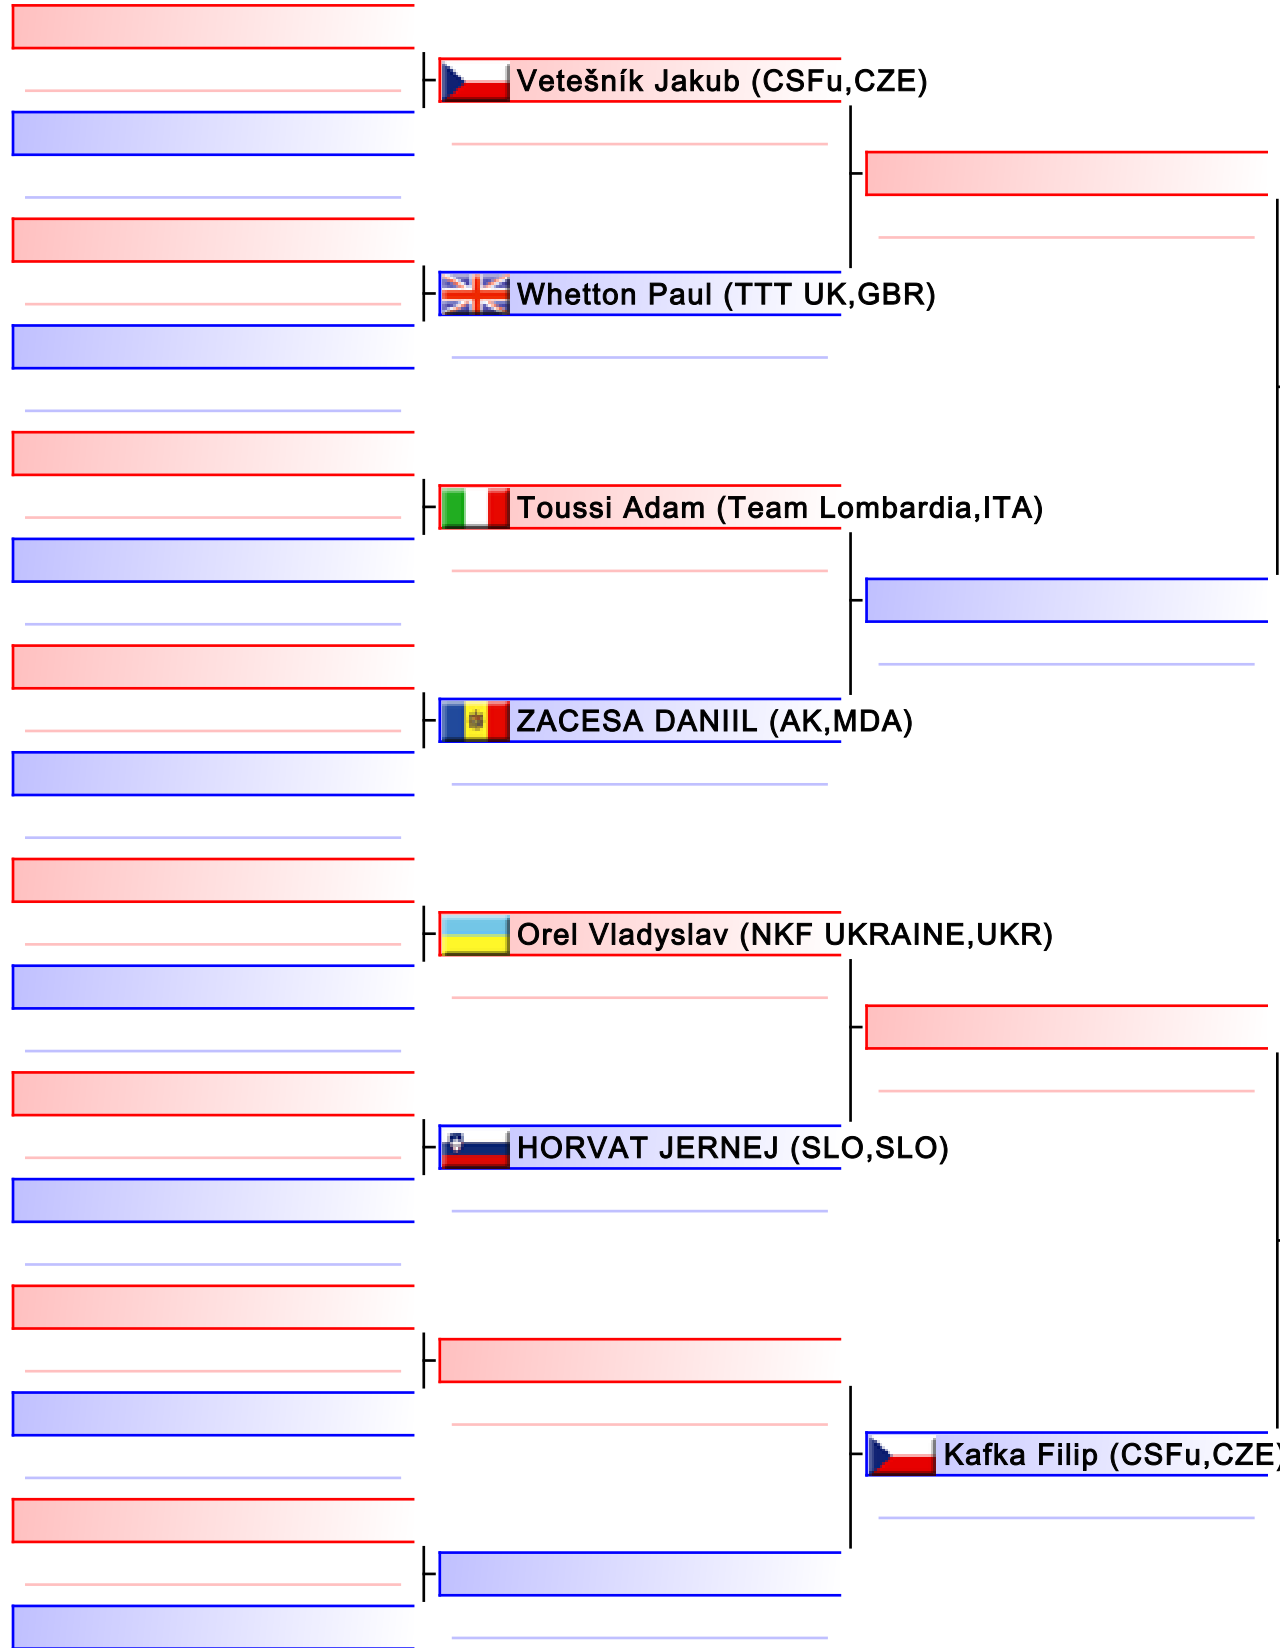 Vetešník Jakub (CSFu,CZE)
Whetton Paul (TTT UK,GBR)
Toussi Adam (Team Lombardia,ITA)
ZACESA DANIIL (AK,MDA)
Orel Vladyslav (NKF UKRAINE,UKR)
HORVAT JERNEJ (SLO,SLO)
Kafka Filip (CSFu,CZE)